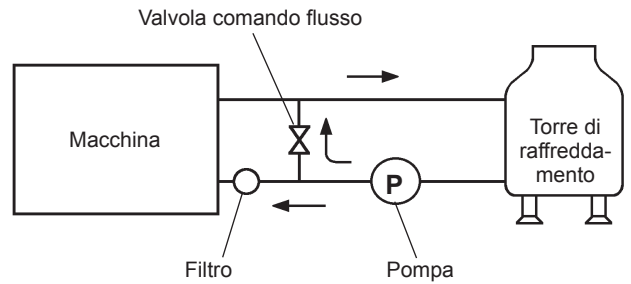 Valvola comando flusso
Macchina
Torre di
raffredda-
mento
P
Filtro
Pompa